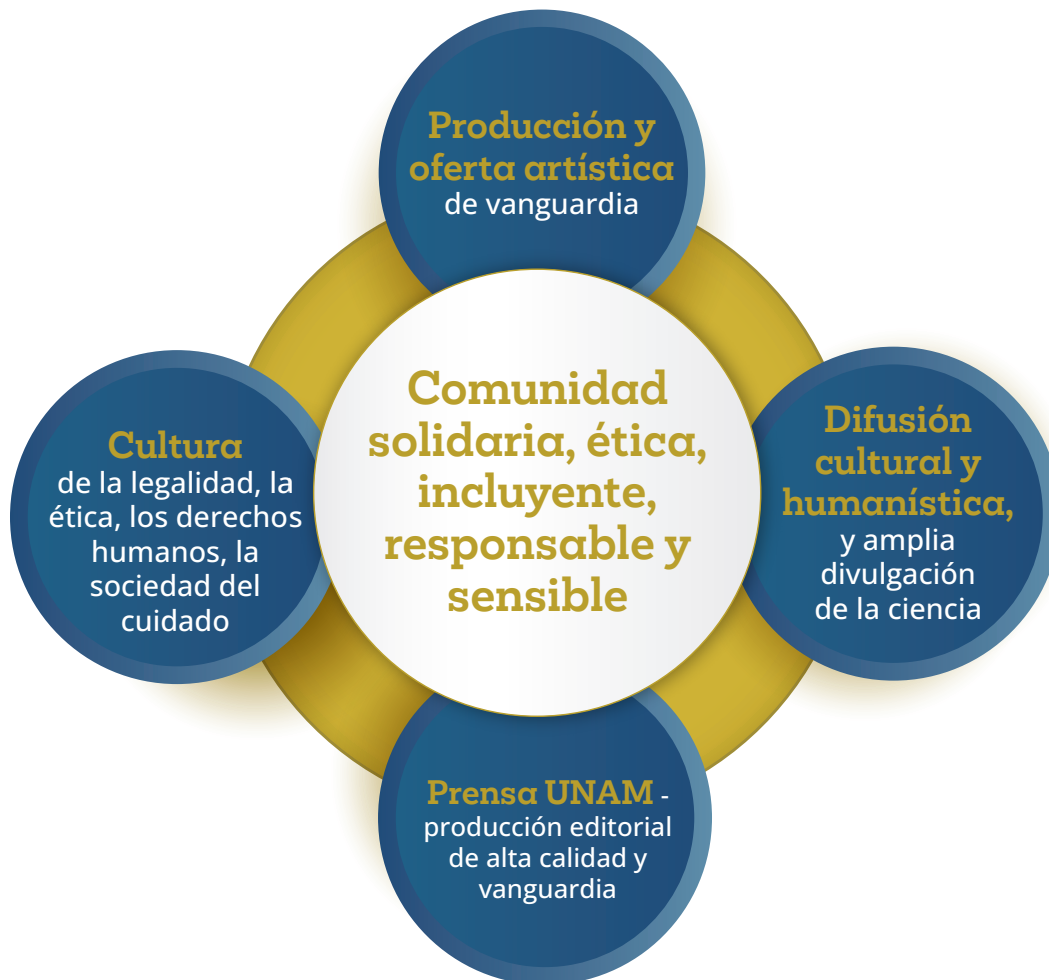 Producción y
oferta artística
de vanguardia
Comunidad
solidaria, ética,
incluyente,
responsable y
sensible
Cultura
de la legalidad, la
ética, los derechos
humanos, la
sociedad del
cuidado
Difusión
cultural y
humanística,
y amplia
divulgación
de la ciencia
Prensa UNAM -
producción editorial
de alta calidad y
vanguardia